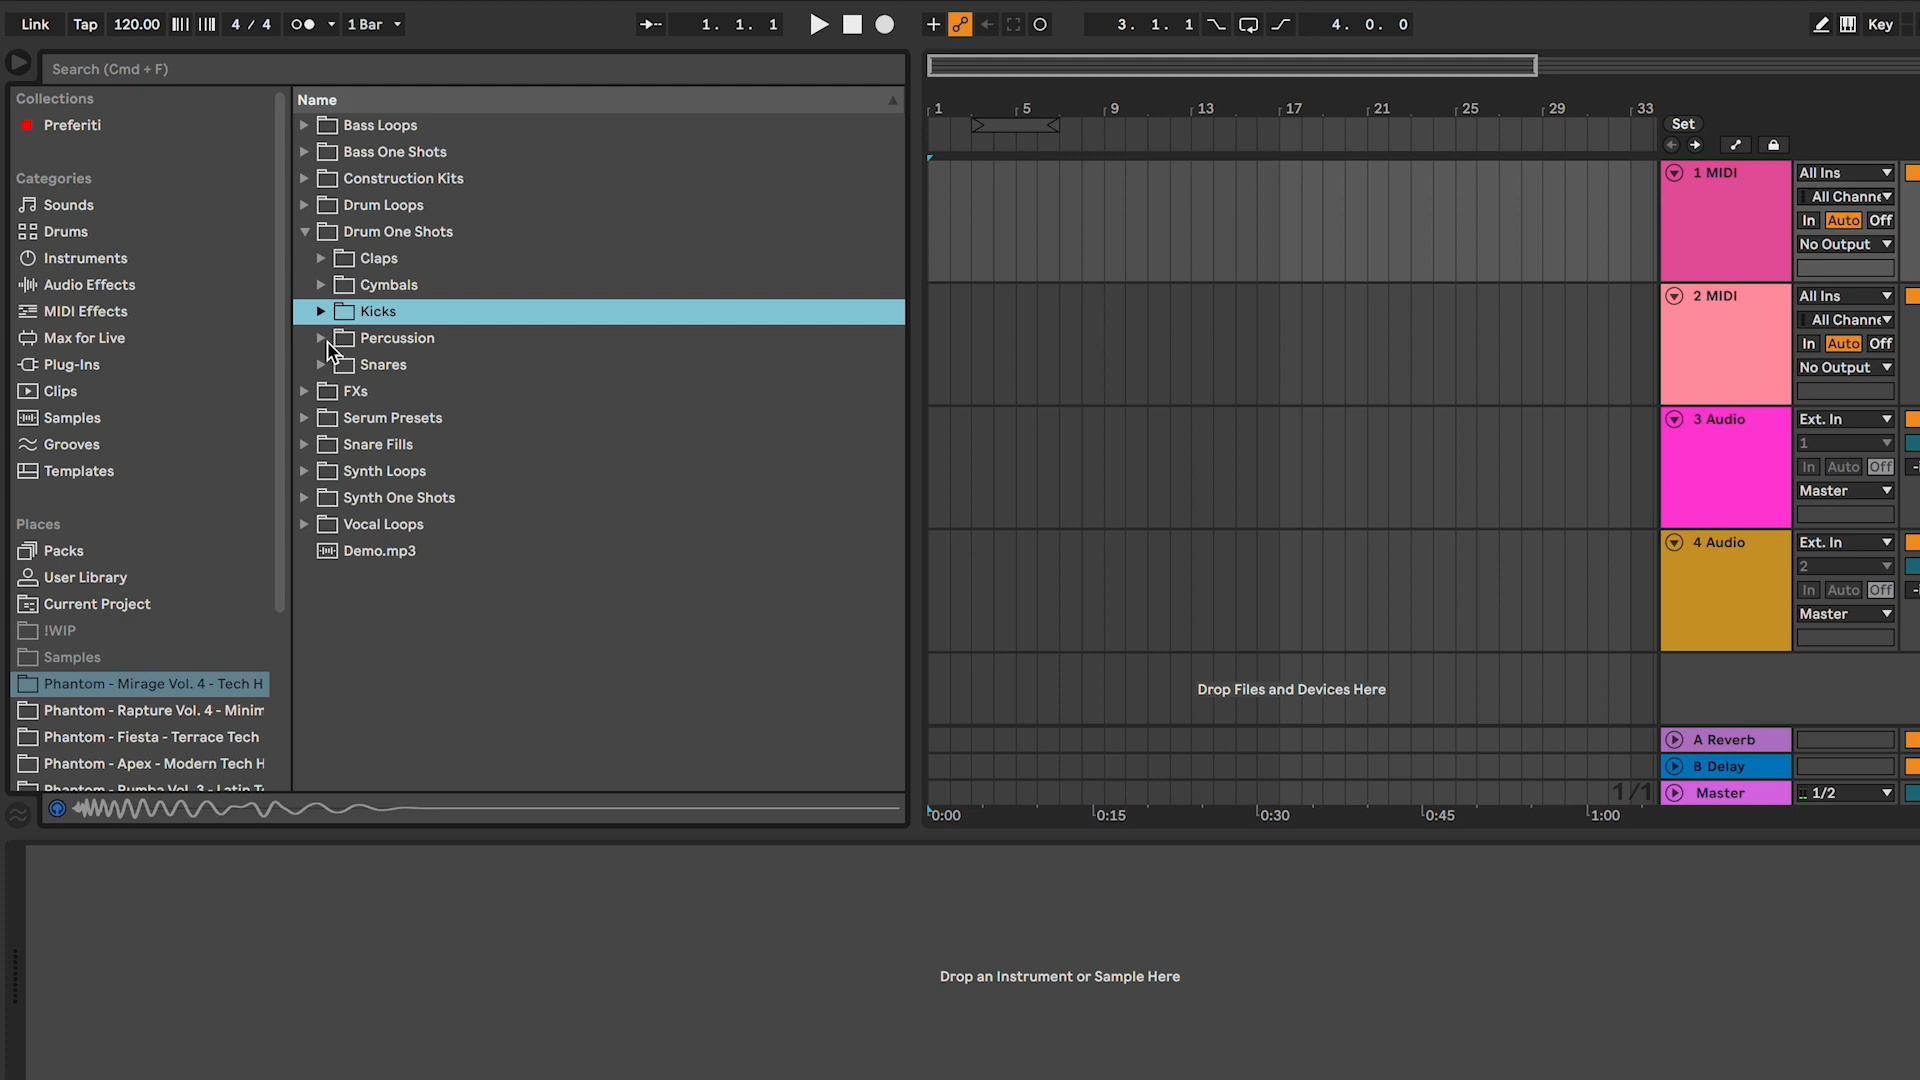 Link Tap 120.00 4 / 4 1 Bar 1. 1. 1 3. 1. 1 4. 0. 0 Key
Search (Cmd + F)
Collections
Preferiti
Categories
Sounds
Drums
Instruments
Audio Effects
MIDI Effects
Max for Live
Plug-Ins
Clips
Samples
Grooves
Templates
Places
Packs
User Library
Current Project
!WIP
Samples
Phantom - Mirage Vol. 4 - Tech H
Phantom - Rapture Vol. 4 - Minim
Phantom - Fiesta - Terrace Tech
Phantom - Apex - Modern Tech H
Phantom - Rumba Vol. 3 - Latin T
Name
Bass Loops
Bass One Shots
Construction Kits
Drum Loops
Drum One Shots
Claps
Cymbals
Kicks
Percussion
Snares
FXs
Serum Presets
Snare Fills
Synth Loops
Synth One Shots
Vocal Loops
Demo.mp3
1 5 9 13 17 21 25 29 33
Set
1 MIDI
All Ins
All Channe
In Auto Off
No Output
2 MIDI
All Ins
All Channe
In Auto Off
No Output
3 Audio
Ext. In
1
In Auto Off
Master
4 Audio
Ext. In
2
In Auto Off
Master
Drop Files and Devices Here
A Reverb
B Delay
1/1
Master 1/2
0:00 0:15 0:30 0:45 1:00
Drop an Instrument or Sample Here